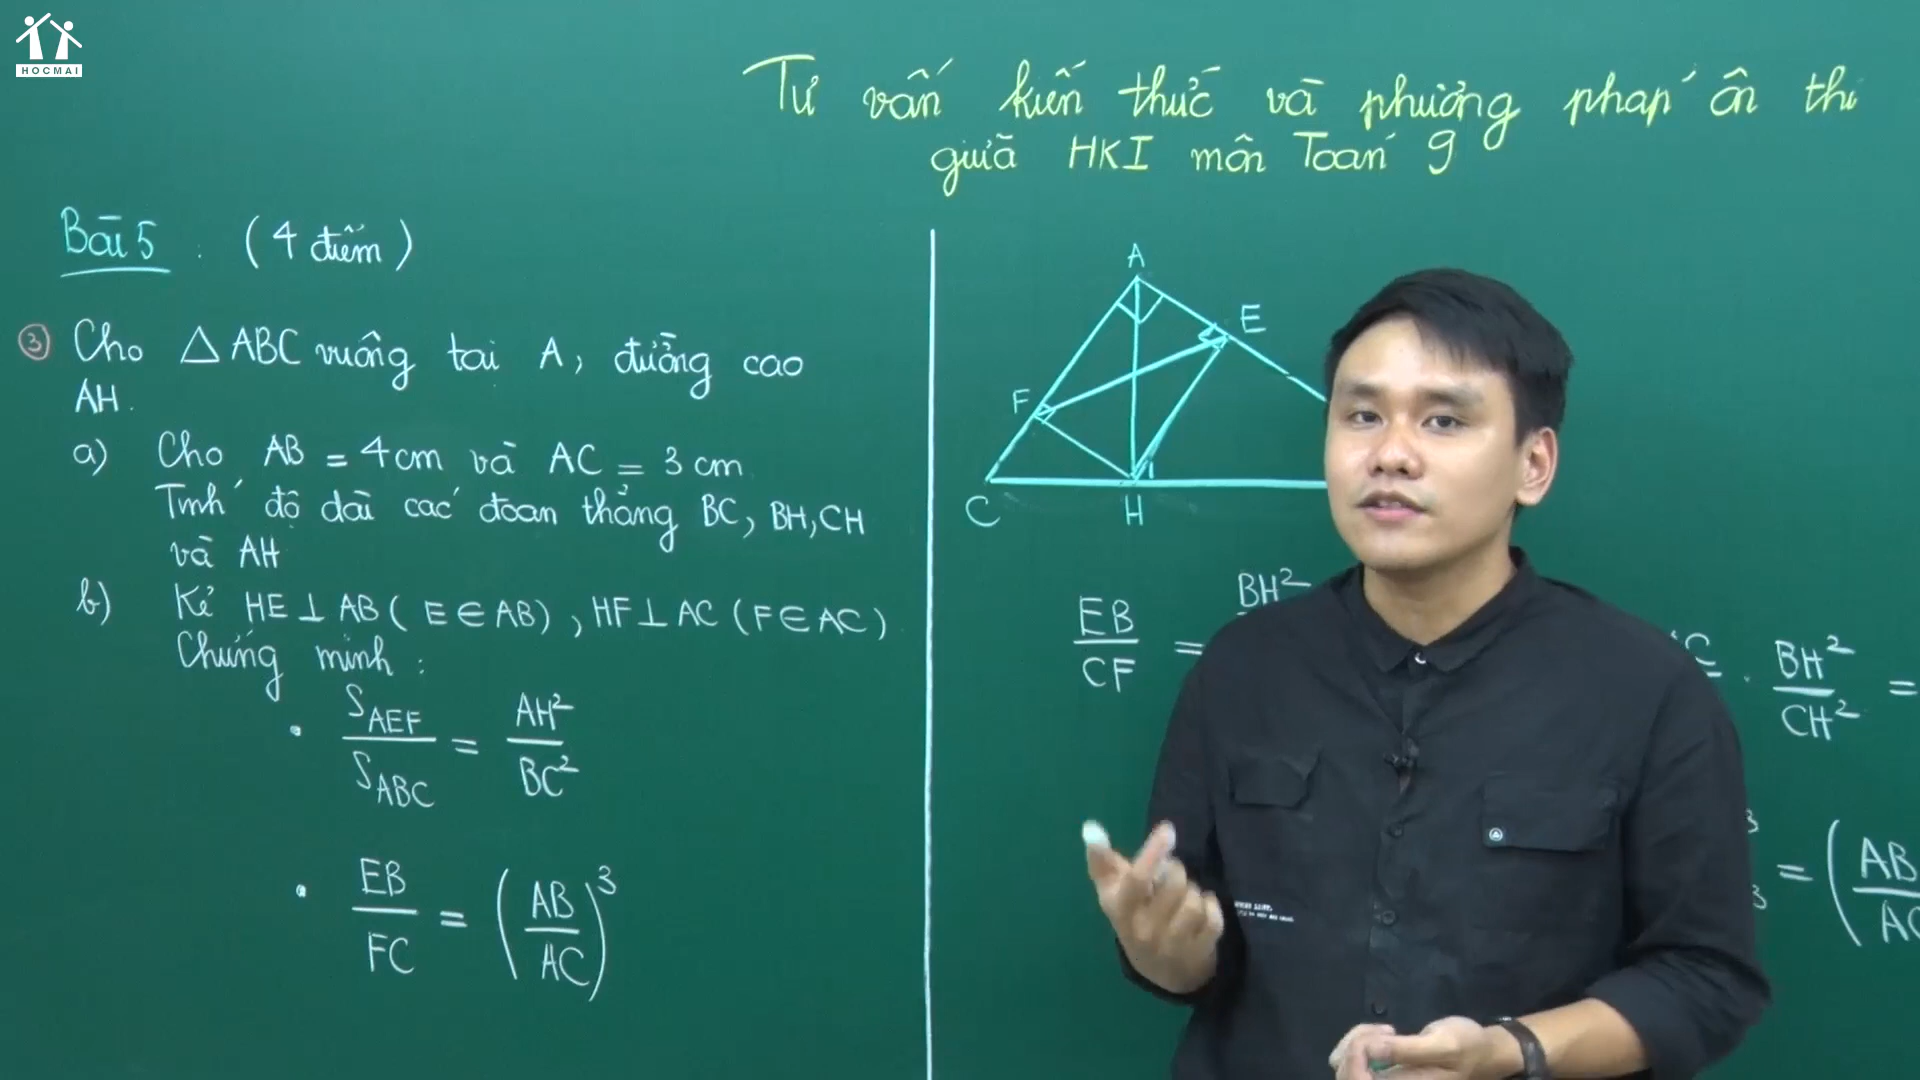 HOCMAI
Tư vấn kiến thức và phương pháp ôn thi
giữa HKI môn Toán 9
Bài 5 : (4 điểm)
③ Cho △ABC vuông tại A, đường cao
AH.
a) Cho AB = 4cm và AC = 3cm
Tính độ dài các đoạn thẳng BC, BH, CH
và AH
b) Kẻ HE ⊥ AB (E ∈ AB), HF ⊥ AC (F ∈ AC)
Chứng minh :
• S_AEF / S_ABC = AH² / BC²
• EB / FC = (AB / AC)³
A
E
F
C
H
EB / CF = BH²
C . BH² / CH² =
3
3
= (AB / AC